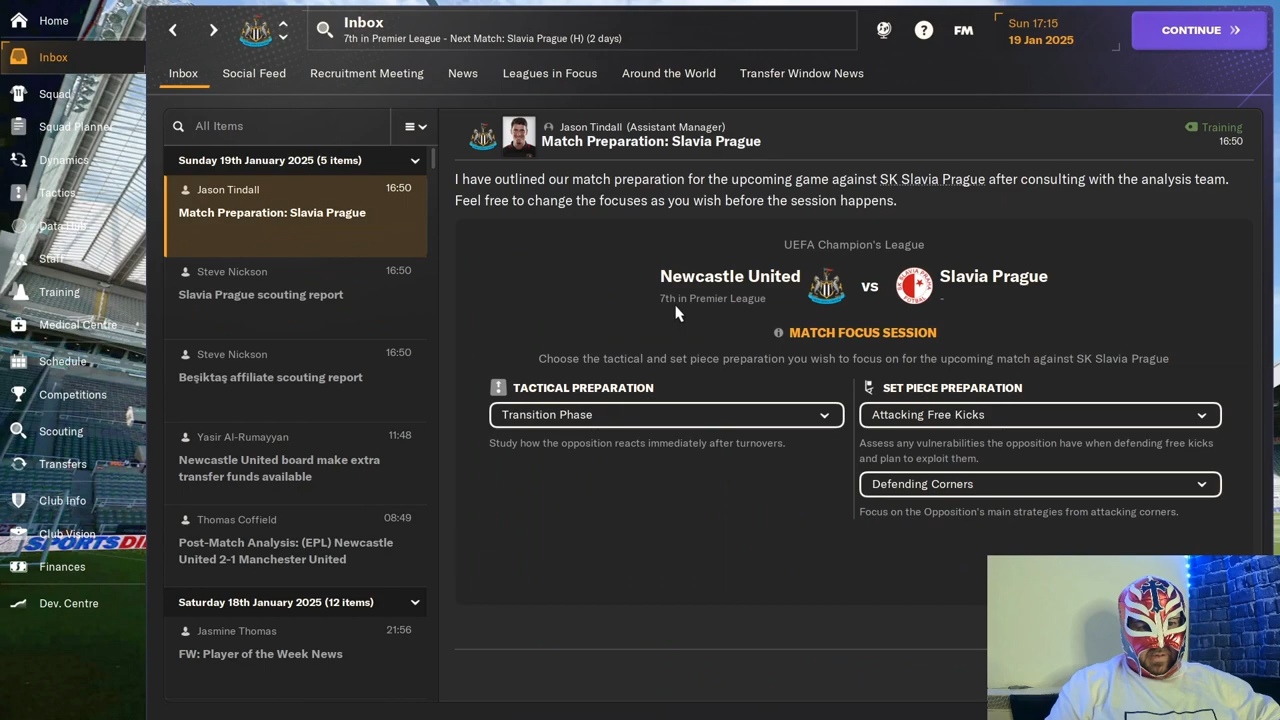 Home
Inbox
Squad
Squad Planner
Dynamics
Tactics
Data Hub
Staff
Training
Medical Centre
Schedule
Competitions
Scouting
Transfers
Club Info
Club Vision
Finances
Dev. Centre
Inbox
7th in Premier League - Next Match: Slavia Prague (H) (2 days)
?
FM
Sun 17:15
19 Jan 2025
CONTINUE
Inbox Social Feed Recruitment Meeting News Leagues in Focus Around the World Transfer Window News
All Items
Sunday 19th January 2025 (5 items)
Jason Tindall 16:50
Match Preparation: Slavia Prague
Steve Nickson 16:50
Slavia Prague scouting report
Steve Nickson 16:50
Beşiktaş affiliate scouting report
Yasir Al-Rumayyan 11:48
Newcastle United board make extra
transfer funds available
Thomas Coffield 08:49
Post-Match Analysis: (EPL) Newcastle
United 2-1 Manchester United
Saturday 18th January 2025 (12 items)
Jasmine Thomas 21:56
FW: Player of the Week News
Jason Tindall (Assistant Manager)
Match Preparation: Slavia Prague
Training
16:50
I have outlined our match preparation for the upcoming game against SK Slavia Prague after consulting with the analysis team.
Feel free to change the focuses as you wish before the session happens.
UEFA Champion's League
Newcastle United vs Slavia Prague
7th in Premier League -
MATCH FOCUS SESSION
Choose the tactical and set piece preparation you wish to focus on for the upcoming match against SK Slavia Prague
TACTICAL PREPARATION
Transition Phase
Study how the opposition reacts immediately after turnovers.
SET PIECE PREPARATION
Attacking Free Kicks
Assess any vulnerabilities the opposition have when defending free kicks
and plan to exploit them.
Defending Corners
Focus on the Opposition's main strategies from attacking corners.